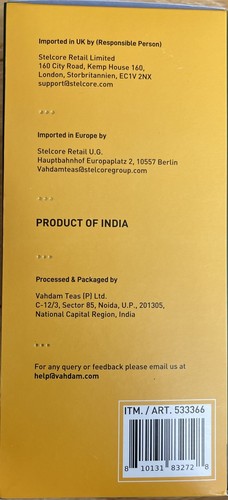 Imported in UK by (Responsible Person)
Stelcore Retail Limited
160 City Road, Kemp House 160,
London, Storbritannien, EC1V 2NX
support@stelcore.com
Imported in Europe by
Stelcore Retail U.G.
Hauptbahnhof Europaplatz 2, 10557 Berlin
Vahdamteas@stelcoregroup.com
PRODUCT OF INDIA
Processed & Packaged by
Vahdam Teas (P) Ltd.
C-12/3, Sector 85, Noida, U.P., 201305,
National Capital Region, India
For any query or feedback please email us at
help@vahdam.com
ITM. / ART. 533366
8 10131 83272 8